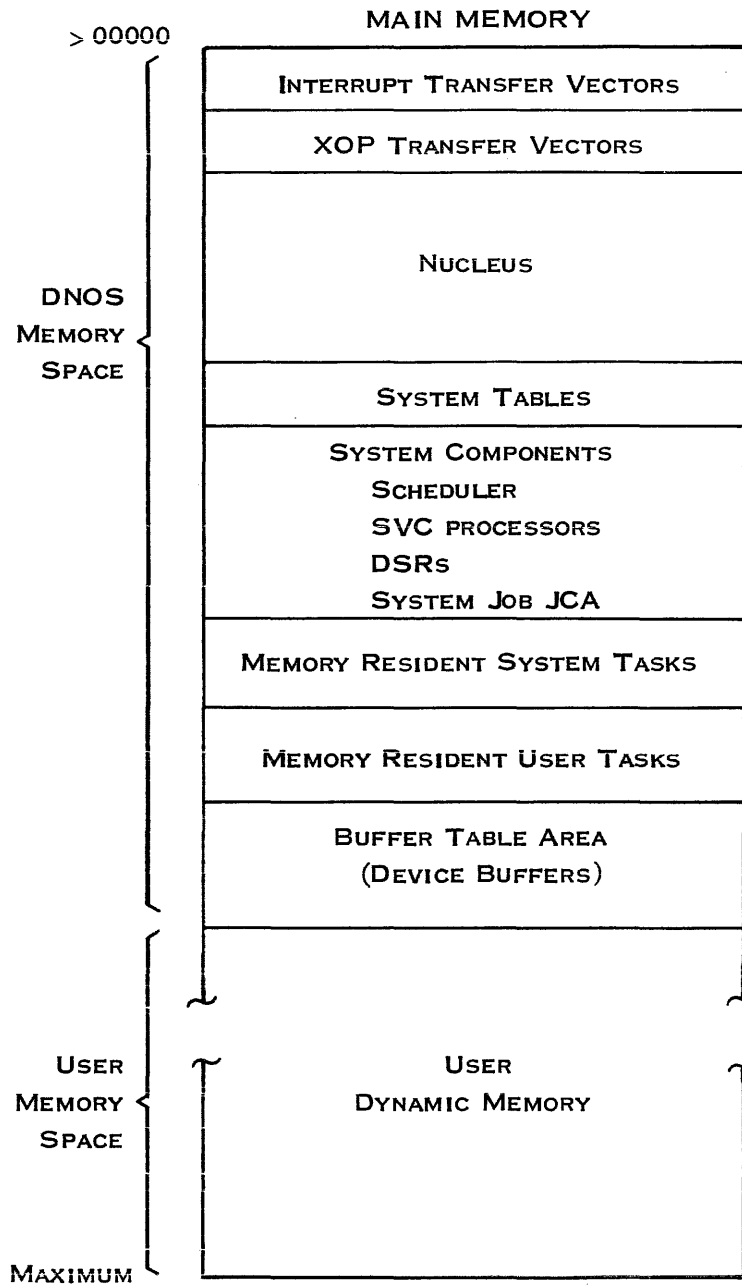 MAIN MEMORY
> 00000
INTERRUPT TRANSFER VECTORS
XOP TRANSFER VECTORS
NUCLEUS
DNOS
MEMORY
SPACE
SYSTEM TABLES
SYSTEM COMPONENTS
SCHEDULER
SVC PROCESSORS
DSRS
SYSTEM JOB JCA
MEMORY RESIDENT SYSTEM TASKS
MEMORY RESIDENT USER TASKS
BUFFER TABLE AREA
(DEVICE BUFFERS)
USER
MEMORY
SPACE
USER
DYNAMIC MEMORY
MAXIMUM